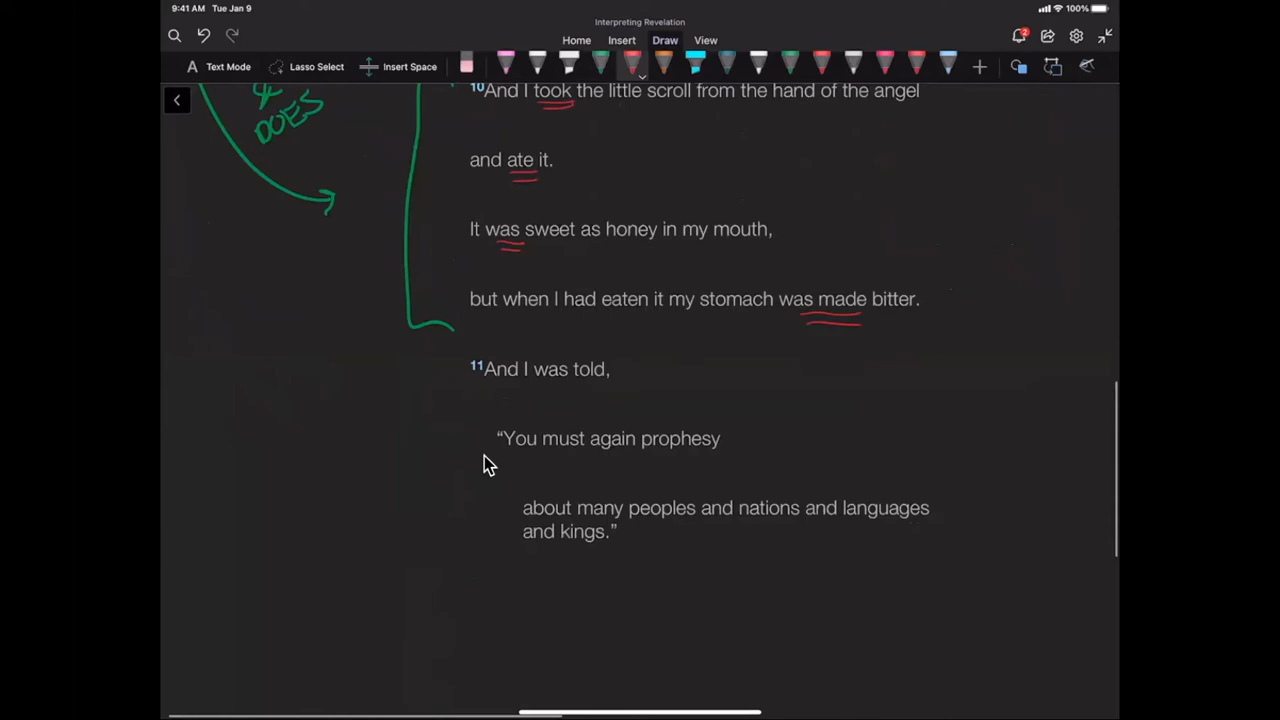 9:41 AM Tue Jan 9
100%
Interpreting Revelation
Home Insert Draw View
2
Text Mode Lasso Select Insert Space
&
DOES
10And I took the little scroll from the hand of the angel
and ate it.
It was sweet as honey in my mouth,
but when I had eaten it my stomach was made bitter.
11And I was told,
“You must again prophesy
about many peoples and nations and languages
and kings.”